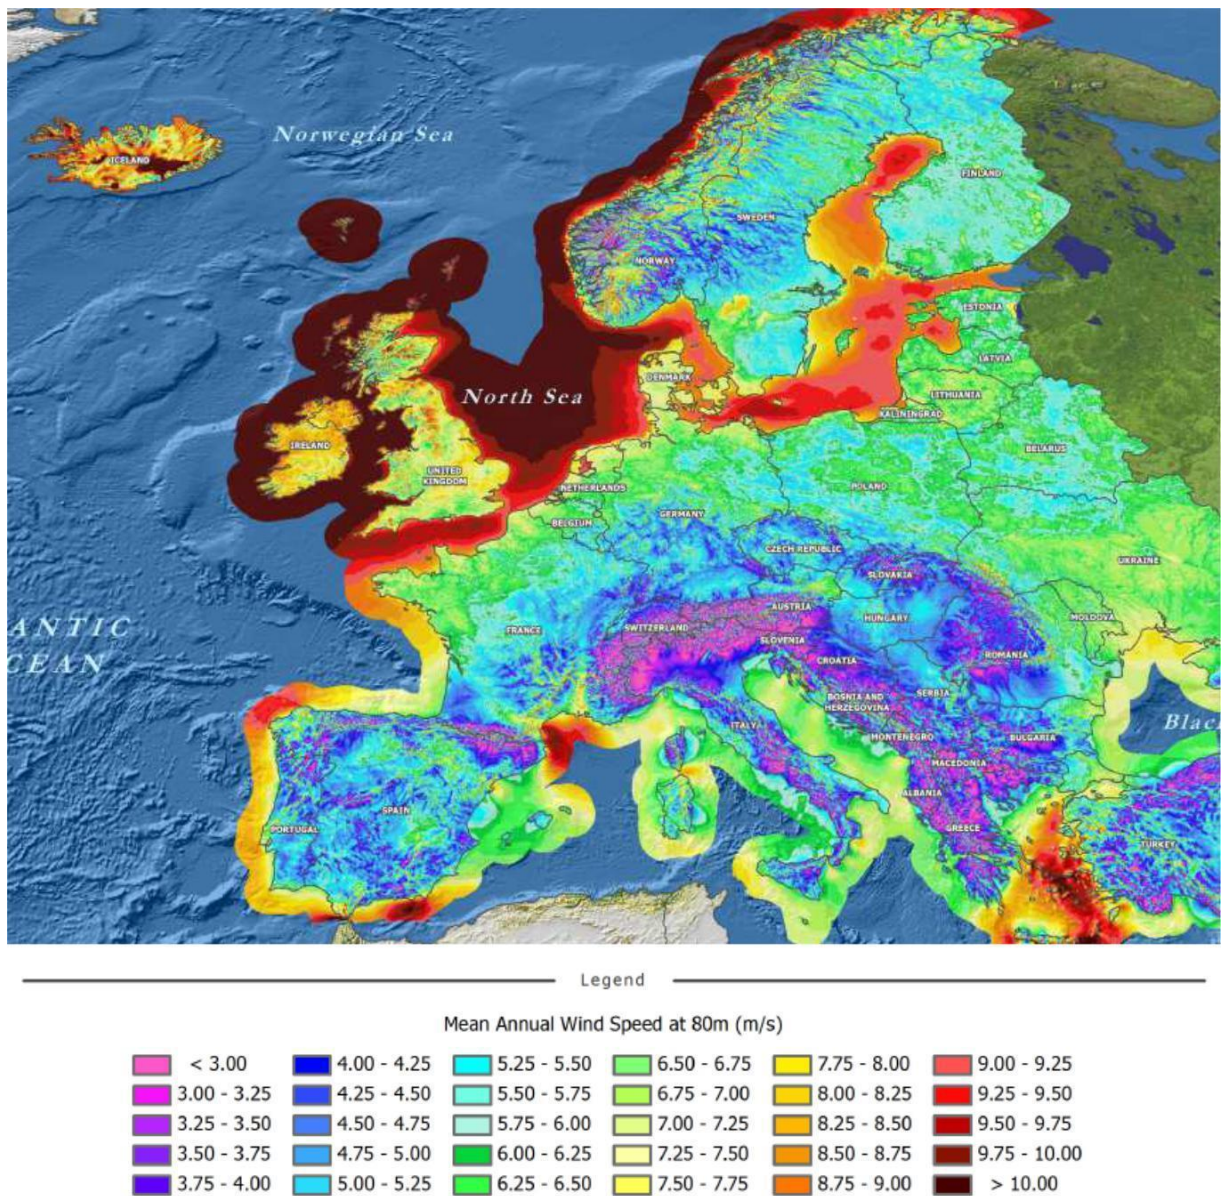 Norwegian Sea
ICELAND
FINLAND
SWEDEN
NORWAY
ESTONIA
LATVIA
DENMARK
North Sea
LITHUANIA
KALININGRAD
IRELAND
BELARUS
UNITED
KINGDOM
NETHERLANDS
POLAND
GERMANY
BELGIUM
CZECH REPUBLIC
UKRAINE
SLOVAKIA
AUSTRIA
HUNGARY
MOLDOVA
ANTIC
CEAN
FRANCE
SWITZERLAND
SLOVENIA
ROMANIA
CROATIA
SERBIA
BOSNIA AND
HERZEGOVINA
ITALY
Black
MONTENEGRO
BULGARIA
MACEDONIA
ALBANIA
SPAIN
PORTUGAL
GREECE
TURKEY
Legend
Mean Annual Wind Speed at 80m (m/s)
< 3.00 4.00 - 4.25 5.25 - 5.50 6.50 - 6.75 7.75 - 8.00 9.00 - 9.25
3.00 - 3.25 4.25 - 4.50 5.50 - 5.75 6.75 - 7.00 8.00 - 8.25 9.25 - 9.50
3.25 - 3.50 4.50 - 4.75 5.75 - 6.00 7.00 - 7.25 8.25 - 8.50 9.50 - 9.75
3.50 - 3.75 4.75 - 5.00 6.00 - 6.25 7.25 - 7.50 8.50 - 8.75 9.75 - 10.00
3.75 - 4.00 5.00 - 5.25 6.25 - 6.50 7.50 - 7.75 8.75 - 9.00 > 10.00